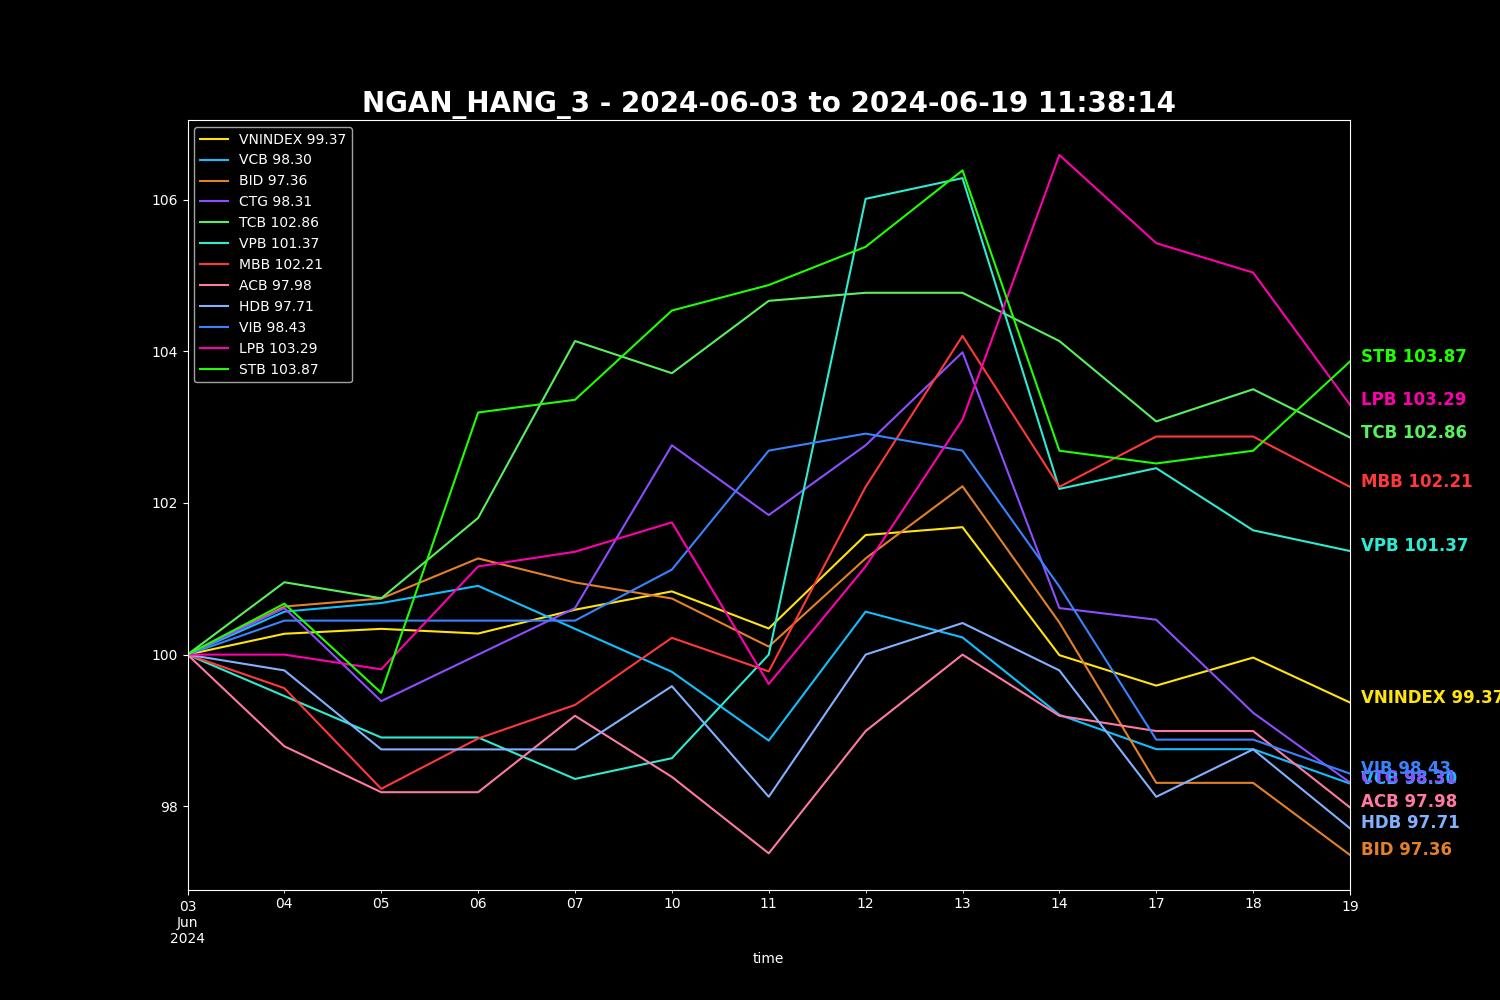 NGAN_HANG_3 - 2024-06-03 to 2024-06-19 11:38:14
VNINDEX 99.37
VCB 98.30
BID 97.36
CTG 98.31
TCB 102.86
VPB 101.37
MBB 102.21
ACB 97.98
HDB 97.71
VIB 98.43
LPB 103.29
STB 103.87
106
104
102
100
98
STB 103.87
LPB 103.29
TCB 102.86
MBB 102.21
VPB 101.37
VNINDEX 99.37
VIB 98.43
ACB 97.98
HDB 97.71
BID 97.36
03 04 05 06 07 10 11 12 13 14 17 18 19
Jun
2024
time